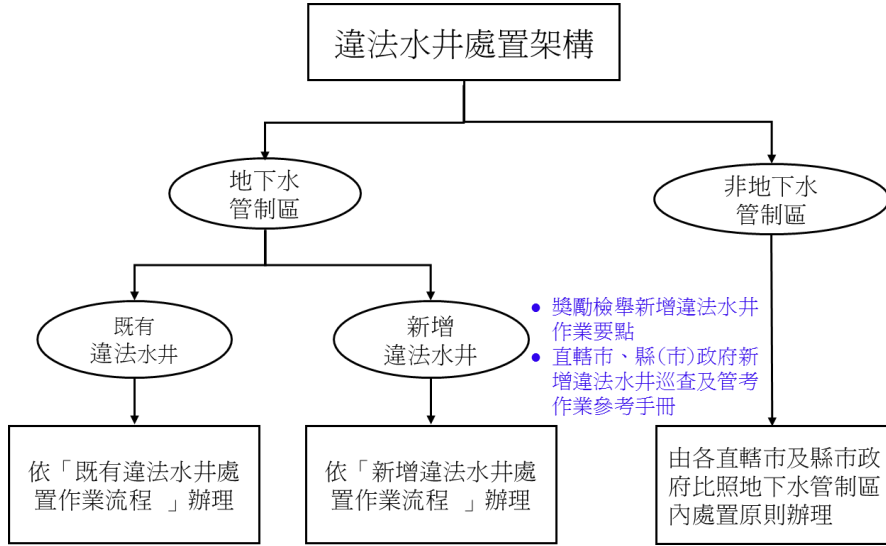 違法水井處置架構
地下水
管制區
非地下水
管制區
既有
違法水井
新增
違法水井
● 獎勵檢舉新增違法水井
作業要點
● 直轄市、縣(市)政府新
增違法水井巡查及管考
作業參考手冊
依「既有違法水井處
置作業流程 」辦理
依「新增違法水井處
置作業流程 」辦理
由各直轄市及縣市政
府比照地下水管制區
內處置原則辦理